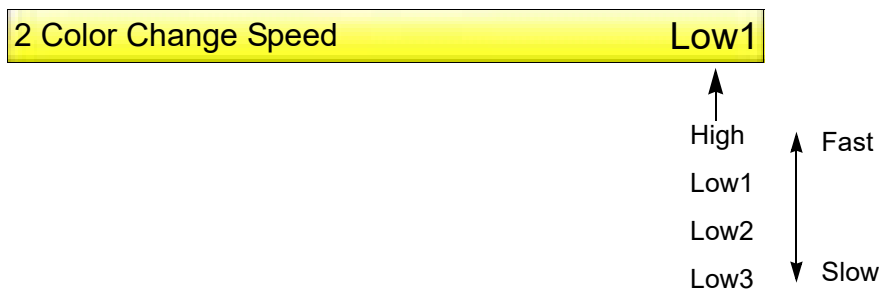 2 Color Change Speed Low1
High
Fast
Low1
Low2
Low3
Slow